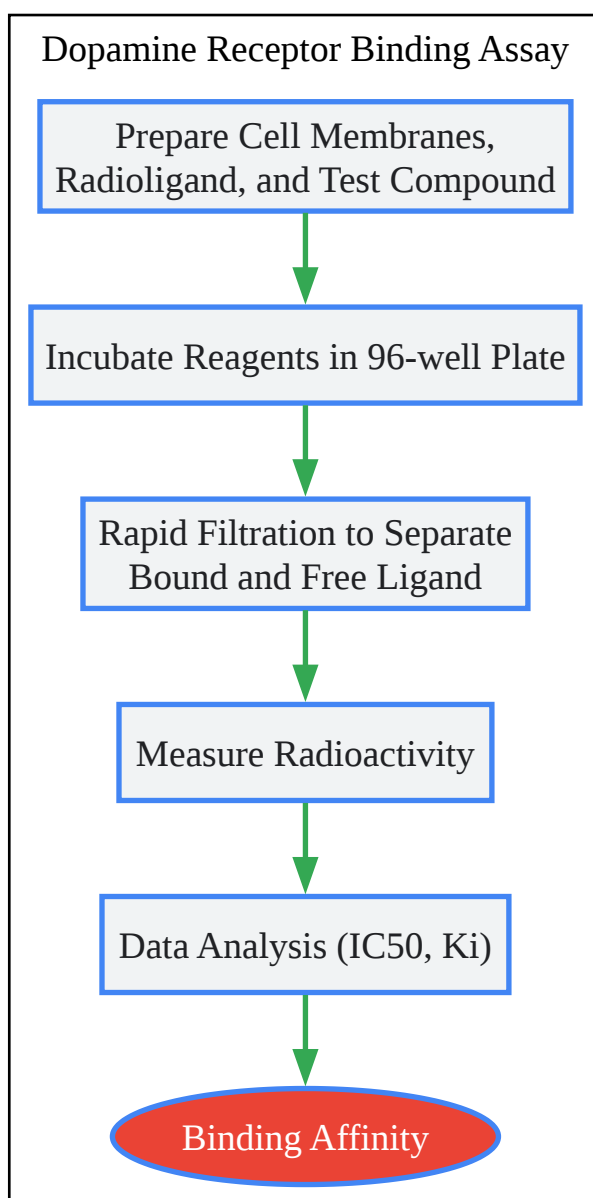 Dopamine Receptor Binding Assay
Prepare Cell Membranes,
Radioligand, and Test Compound
Incubate Reagents in 96-well Plate
Rapid Filtration to Separate
Bound and Free Ligand
Measure Radioactivity
Data Analysis (IC50, Ki)
Binding Affinity